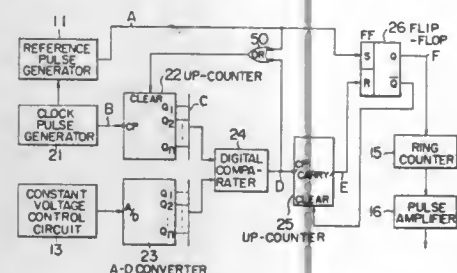 11
A
REFERENCE
PULSE
GENERATOR
50
OR
FF
26 FLIP
-FLOP
S
Q
F
R
Q̅
22 UP-COUNTER
CLEAR
Q1
C
Q2
Qn
CP
B
CLOCK
PULSE
GENERATOR
21
24
DIGITAL
COMPA-
RATER
D
CP
CARRY
E
CLEAR
25
UP-COUNTER
15
RING
COUNTER
16
PULSE
AMPLIFIER
CONSTANT
VOLTAGE
CONTROL
CIRCUIT
13
A/D
Q1
Q2
Qn
23
A-D CONVERTER